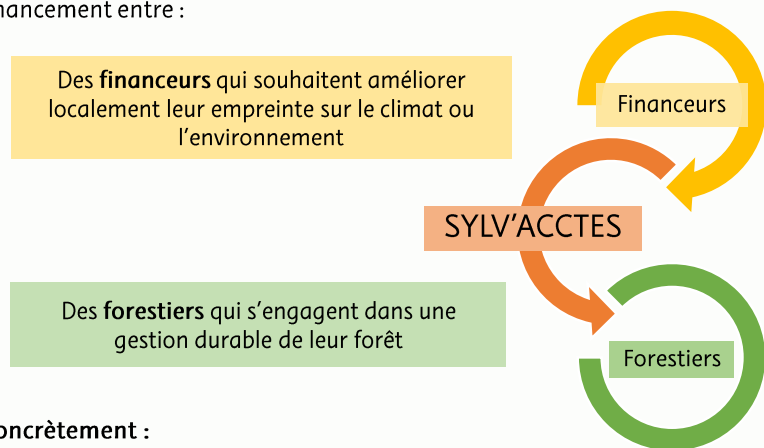 nancement entre :
Des financeurs qui souhaitent améliorer
localement leur empreinte sur le climat ou
l'environnement
Financeurs
SYLV'ACCTES
Des forestiers qui s'engagent dans une
gestion durable de leur forêt
Forestiers
oncrètement :